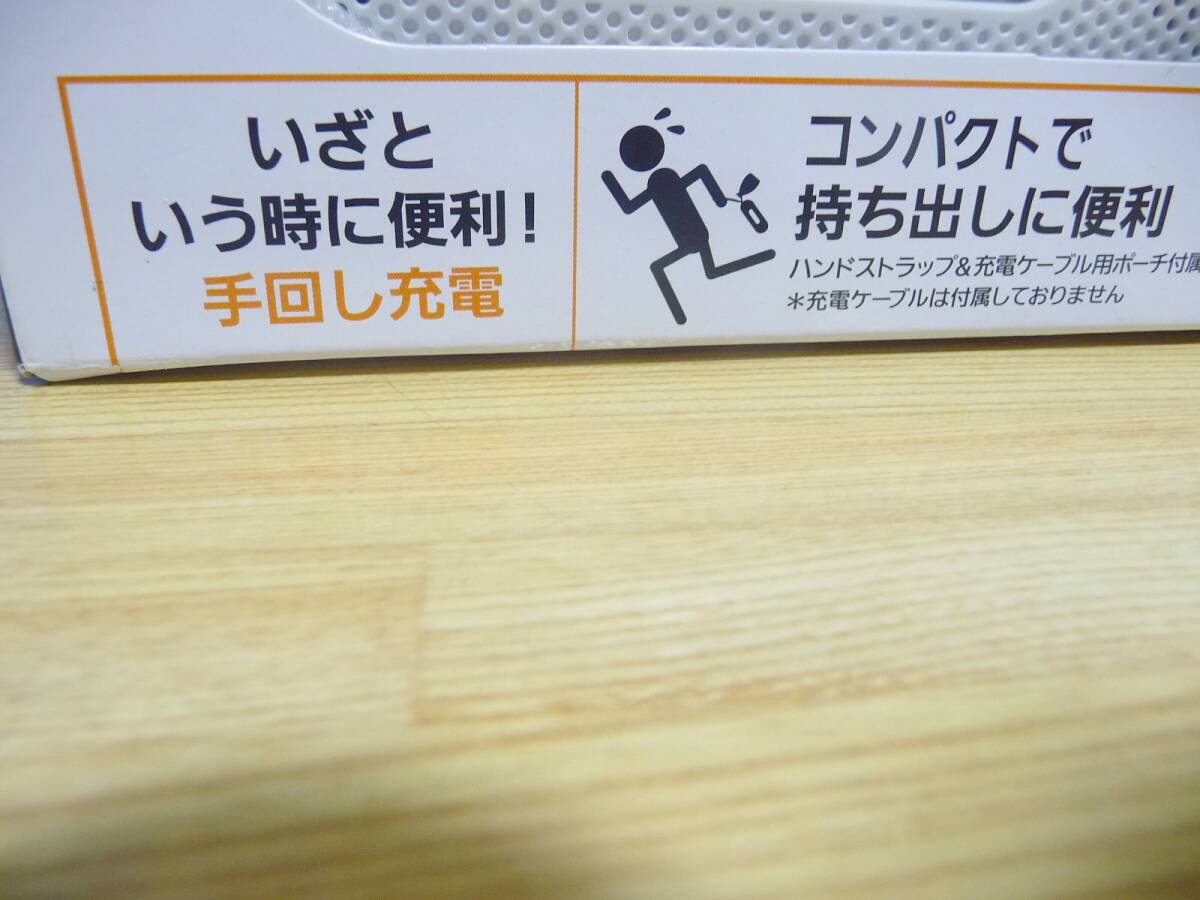 いざと
いう時に便利!
手回し充電
コンパクトで
持ち出しに便利
ハンドストラップ&充電ケーブル用ポーチ付属
＊充電ケーブルは付属しておりません